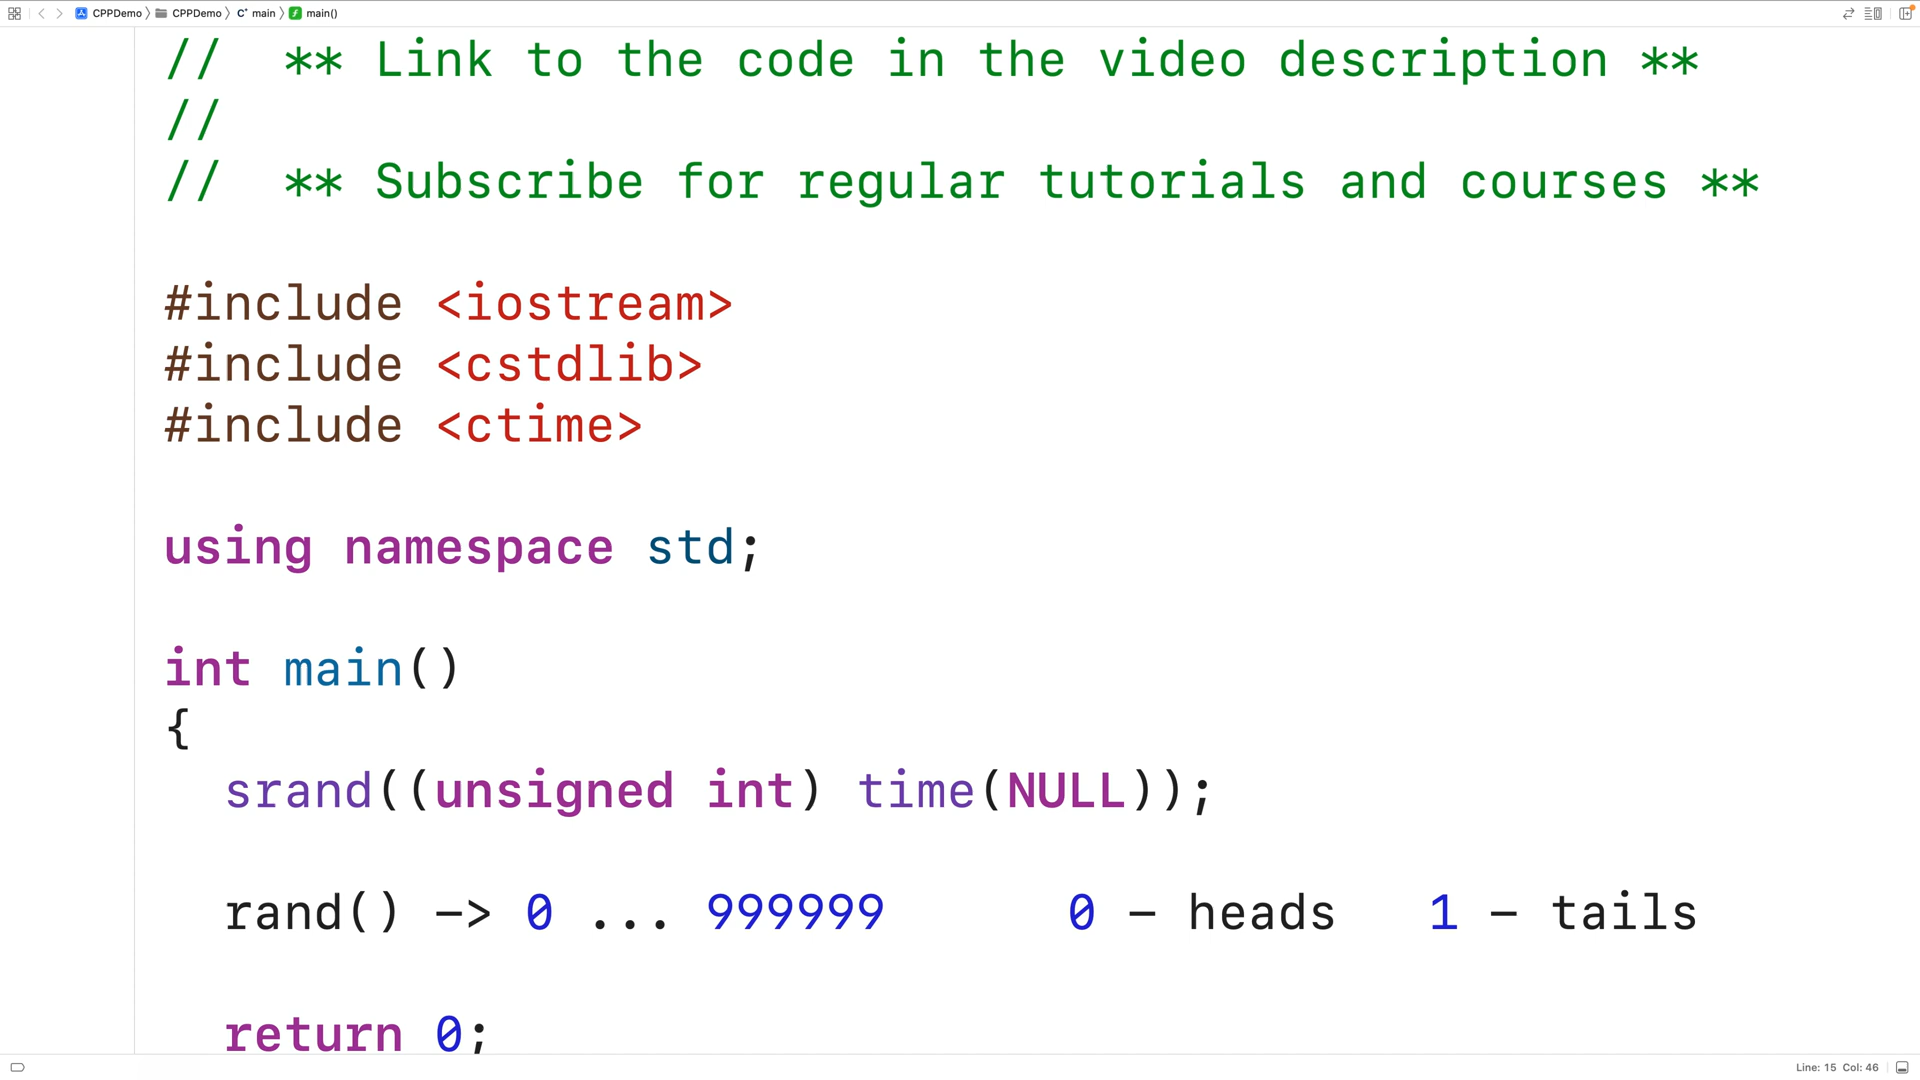 CPPDemo CPPDemo C+ main f main()
//  ** Link to the code in the video description **
//
//  ** Subscribe for regular tutorials and courses **
#include <iostream>
#include <cstdlib>
#include <ctime>
using namespace std;
int main()
{
srand((unsigned int) time(NULL));
rand() –> 0 ... 999999      0 – heads   1 – tails
return 0;
Line: 15 Col: 46